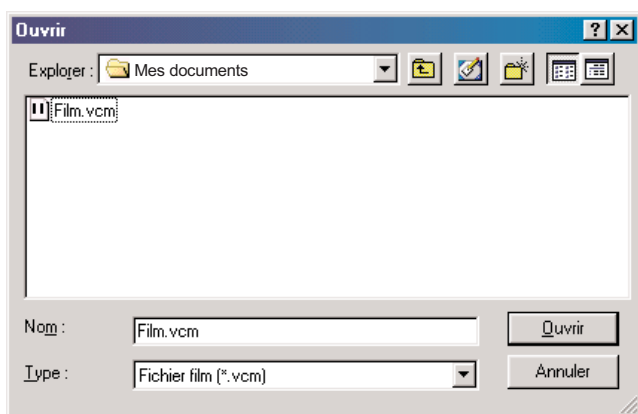 Ouvrir
Explorer : Mes documents
Film.vcm
Nom : Film.vcm Ouvrir
Type : Fichier film (*.vcm) Annuler